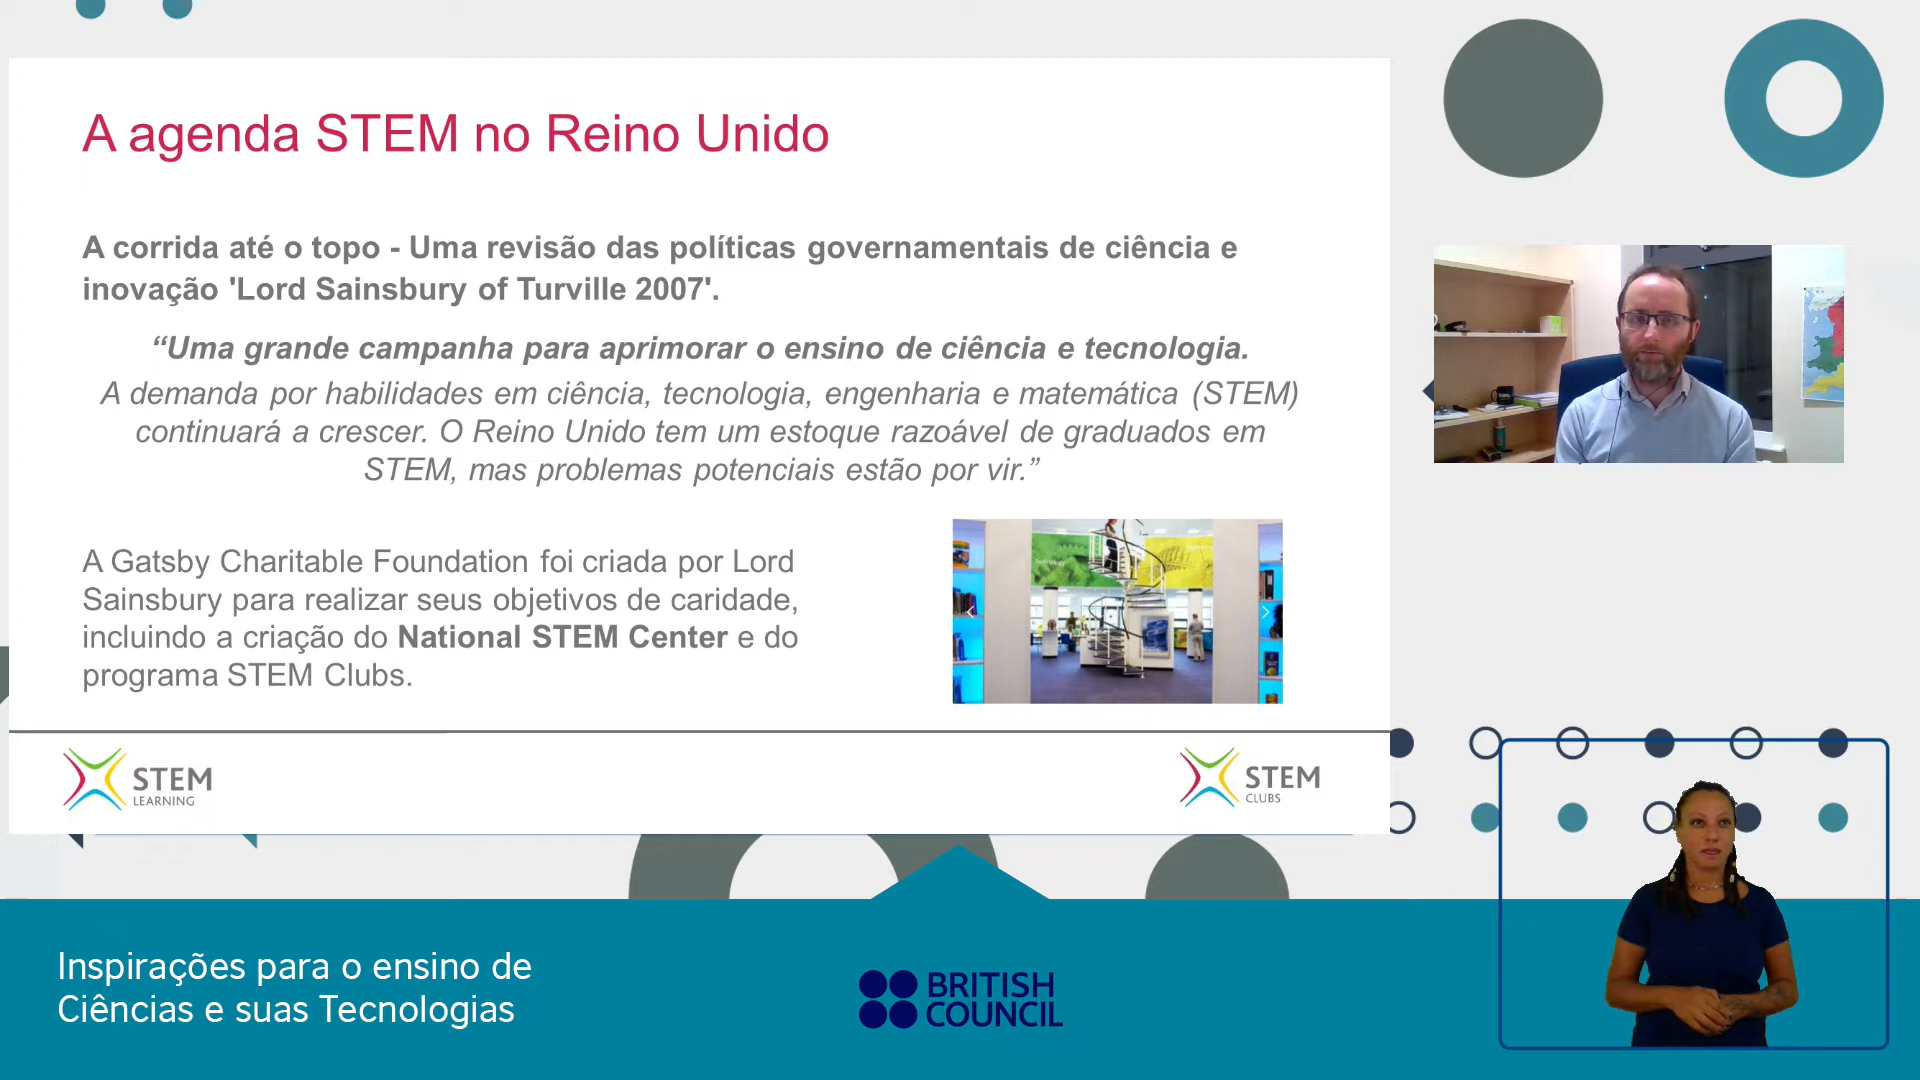 A agenda STEM no Reino Unido
A corrida até o topo - Uma revisão das políticas governamentais de ciência e
inovação 'Lord Sainsbury of Turville 2007'.
“Uma grande campanha para aprimorar o ensino de ciência e tecnologia.
A demanda por habilidades em ciência, tecnologia, engenharia e matemática (STEM)
continuará a crescer. O Reino Unido tem um estoque razoável de graduados em
STEM, mas problemas potenciais estão por vir.”
A Gatsby Charitable Foundation foi criada por Lord
Sainsbury para realizar seus objetivos de caridade,
incluindo a criação do National STEM Center e do
programa STEM Clubs.
STEM
LEARNING
STEM
CLUBS
Inspirações para o ensino de
Ciências e suas Tecnologias
BRITISH
COUNCIL